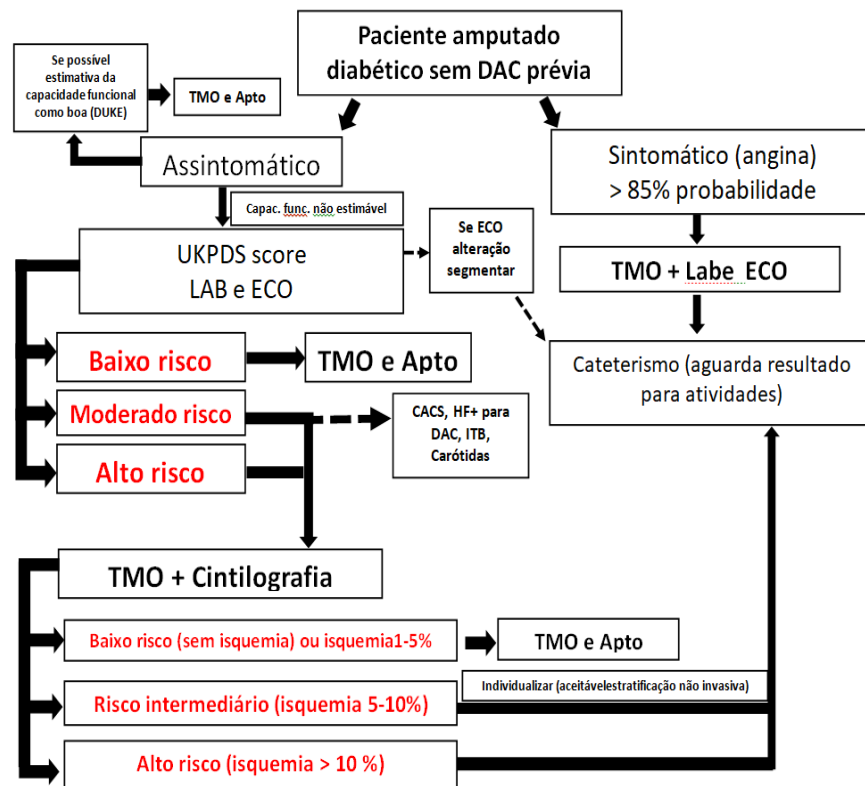 Paciente amputado
diabético sem DAC prévia
Se possível
estimativa da
capacidade funcional
como boa (DUKE)
TMO e Apto
Assintomático
Sintomático (angina)
> 85% probabilidade
Capac. func. não estimável
UKPDS score
LAB e ECO
Se ECO
alteração
segmentar
TMO + Labe ECO
Baixo risco
TMO e Apto
Cateterismo (aguarda resultado
para atividades)
Moderado risco
CACS, HF+ para
DAC, ITB,
Carótidas
Alto risco
TMO + Cintilografia
Baixo risco (sem isquemia) ou isquemia1-5%
TMO e Apto
Individualizar (aceitávelestratificação não invasiva)
Risco intermediário (isquemia 5-10%)
Alto risco (isquemia > 10 %)